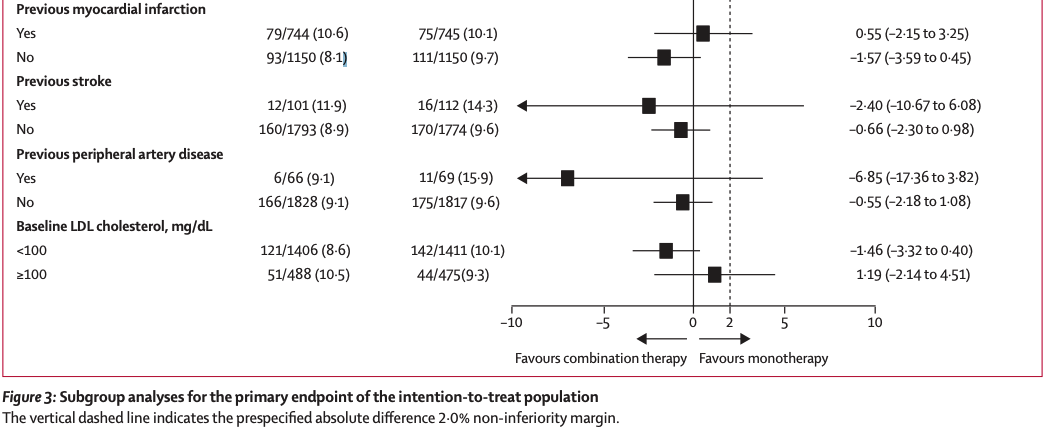 Previous myocardial infarction
Yes 79/744 (10·6) 75/745 (10·1) 0·55 (–2·15 to 3·25)
No 93/1150 (8·1) 111/1150 (9·7) –1·57 (–3·59 to 0·45)
Previous stroke
Yes 12/101 (11·9) 16/112 (14·3) –2·40 (–10·67 to 6·08)
No 160/1793 (8·9) 170/1774 (9·6) –0·66 (–2·30 to 0·98)
Previous peripheral artery disease
Yes 6/66 (9·1) 11/69 (15·9) –6·85 (–17·36 to 3·82)
No 166/1828 (9·1) 175/1817 (9·6) –0·55 (–2·18 to 1·08)
Baseline LDL cholesterol, mg/dL
<100 121/1406 (8·6) 142/1411 (10·1) –1·46 (–3·32 to 0·40)
≥100 51/488 (10·5) 44/475(9·3) 1·19 (–2·14 to 4·51)
–10 –5 0 2 5 10
Favours combination therapy Favours monotherapy
Figure 3: Subgroup analyses for the primary endpoint of the intention-to-treat population
The vertical dashed line indicates the prespecified absolute difference 2·0% non-inferiority margin.